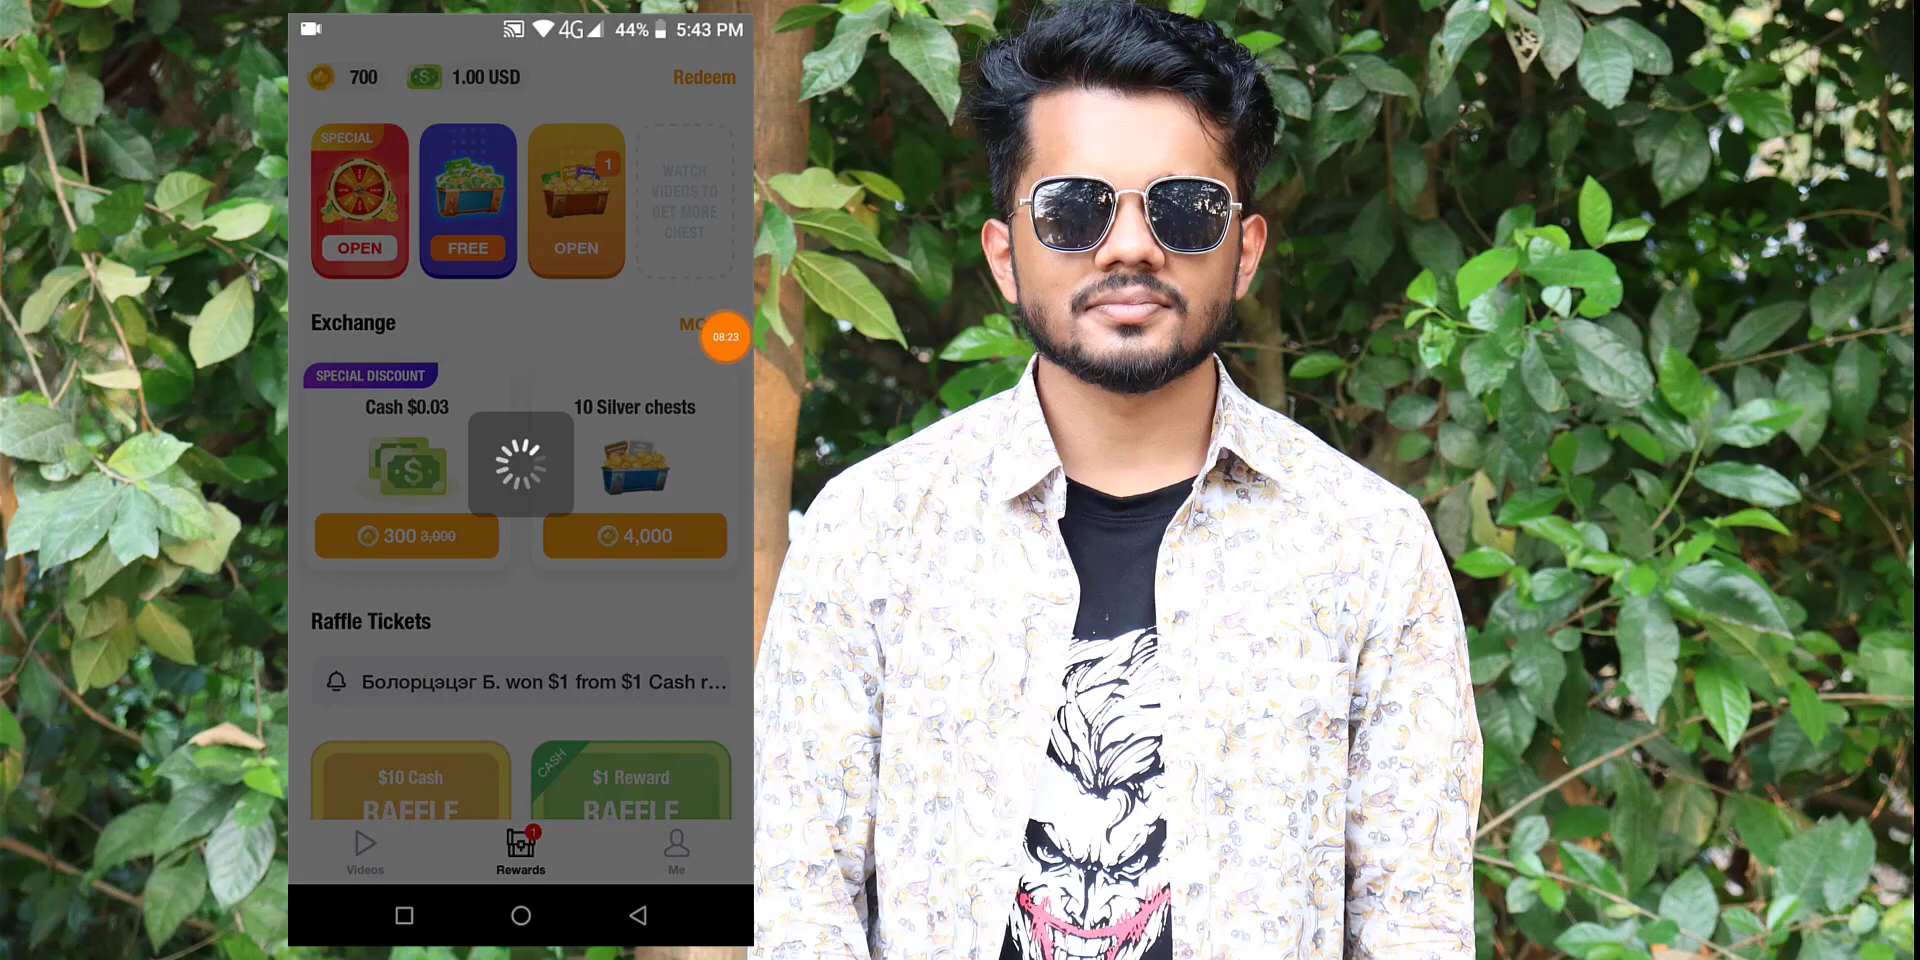 4G 44% 5:43 PM
700 1.00 USD Redeem
SPECIAL
1
WATCH
VIDEOS TO
GET MORE
CHEST
OPEN FREE OPEN
Exchange
08:23
SPECIAL DISCOUNT
Cash $0.03 10 Silver chests
300 3,000 4,000
Raffle Tickets
Болорцэцэг Б. won $1 from $1 Cash r...
CASH
$10 Cash $1 Reward
RAFFLE RAFFLE
1
Videos Rewards Me